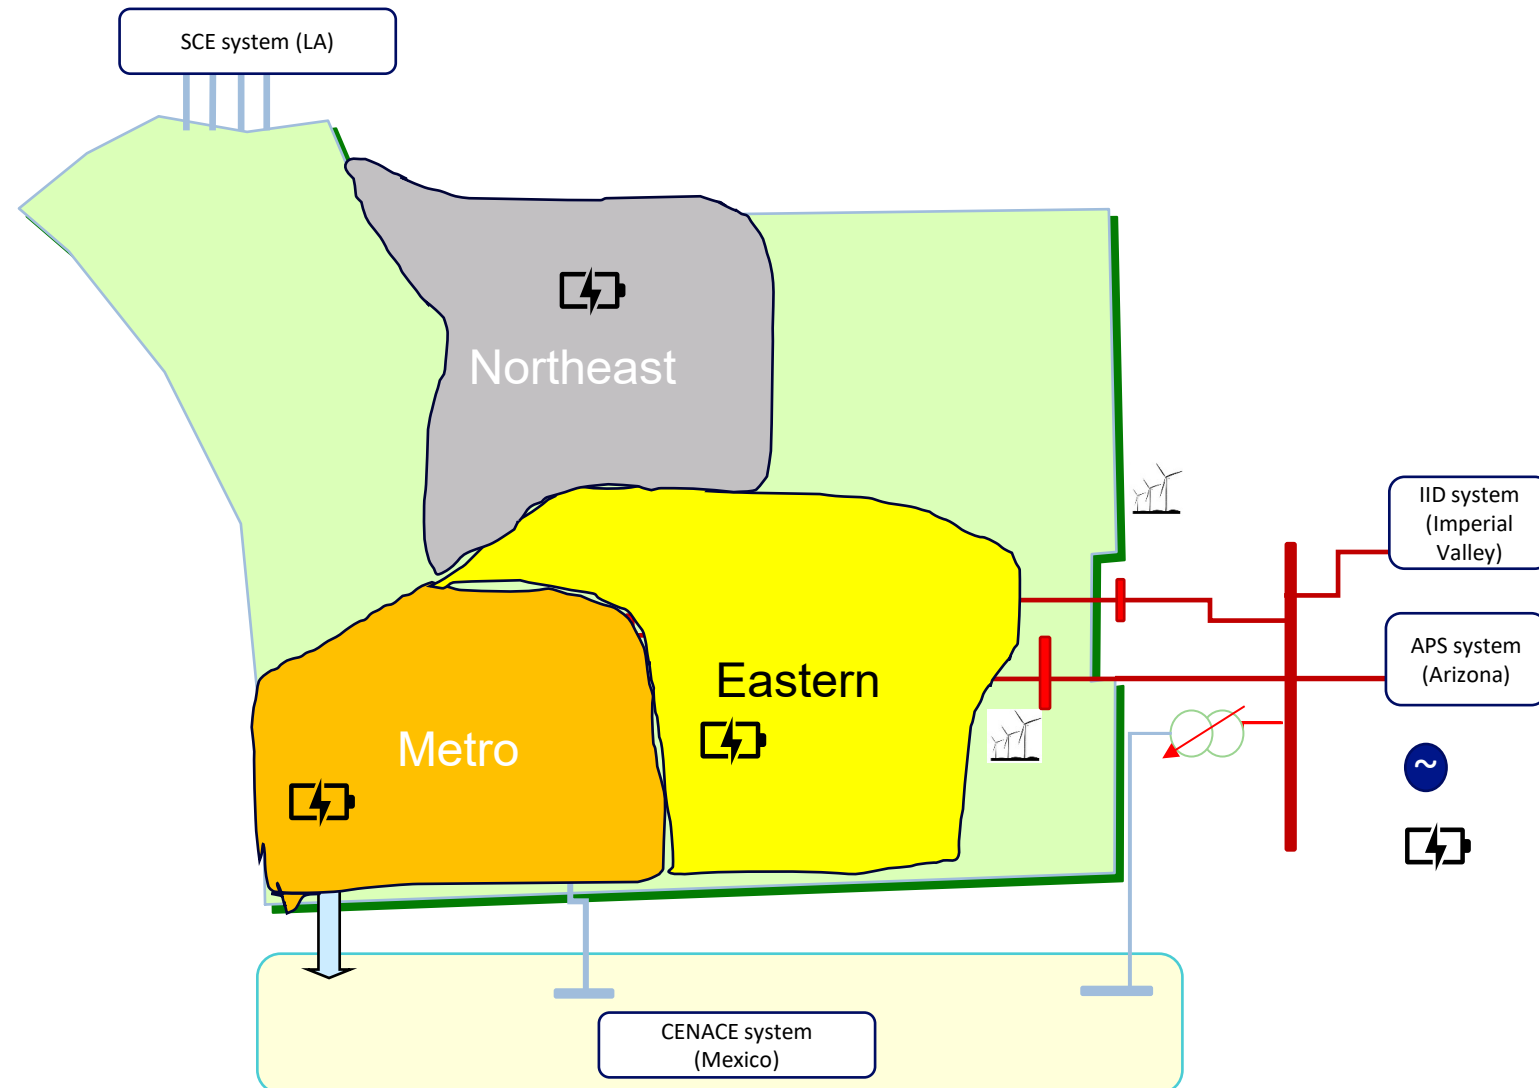 SCE system (LA)
Northeast
IID system
(Imperial
Valley)
APS system
(Arizona)
Eastern
Metro
~
CENACE system
(Mexico)